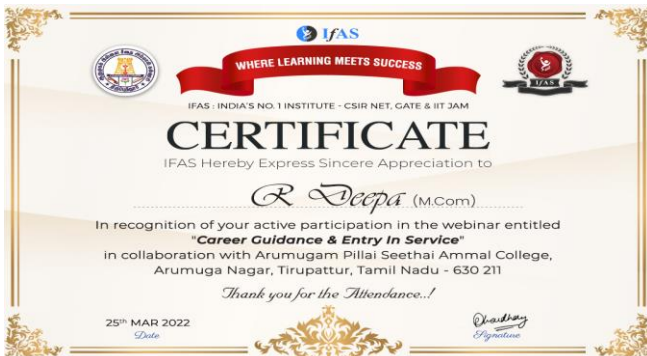 IFAS
WHERE LEARNING MEETS SUCCESS
IFAS
IFAS : INDIA'S NO. 1 INSTITUTE - CSIR NET, GATE & IIT JAM
CERTIFICATE
IFAS Hereby Express Sincere Appreciation to
R Deepa (M.Com)
In recognition of your active participation in the webinar entitled
"Career Guidance & Entry In Service"
in collaboration with Arumugam Pillai Seethai Ammal College,
Arumuga Nagar, Tirupattur, Tamil Nadu - 630 211
Thank you for the Attendance..!
25th MAR 2022
Date
Signature